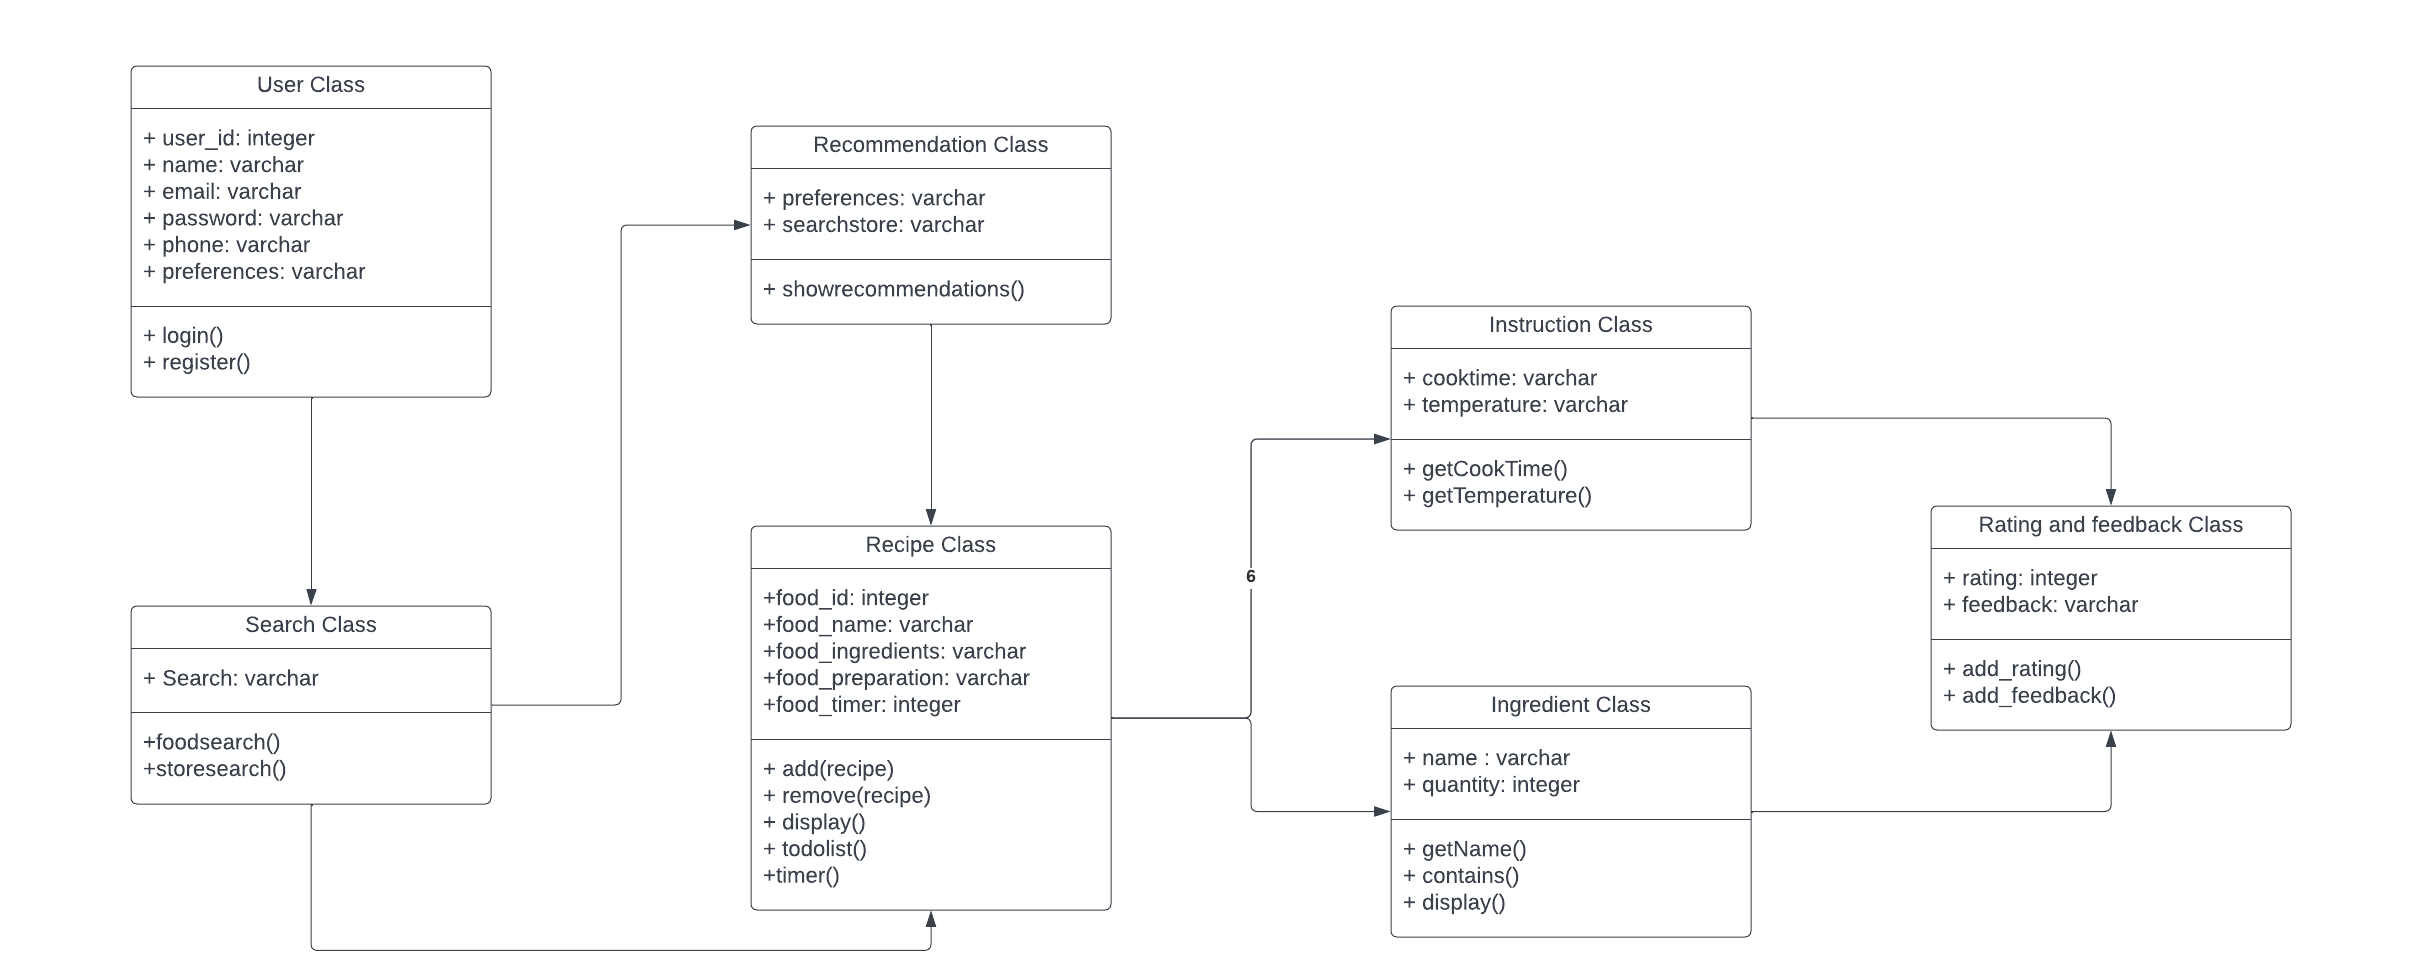 User Class
+ user_id: integer
+ name: varchar
+ email: varchar
+ password: varchar
+ phone: varchar
+ preferences: varchar
+ login()
+ register()
Search Class
+ Search: varchar
+foodsearch()
+storesearch()
Recommendation Class
+ preferences: varchar
+ searchstore: varchar
+ showrecommendations()
Recipe Class
+food_id: integer
+food_name: varchar
+food_ingredients: varchar
+food_preparation: varchar
+food_timer: integer
+ add(recipe)
+ remove(recipe)
+ display()
+ todolist()
+timer()
6
Instruction Class
+ cooktime: varchar
+ temperature: varchar
+ getCookTime()
+ getTemperature()
Ingredient Class
+ name : varchar
+ quantity: integer
+ getName()
+ contains()
+ display()
Rating and feedback Class
+ rating: integer
+ feedback: varchar
+ add_rating()
+ add_feedback()